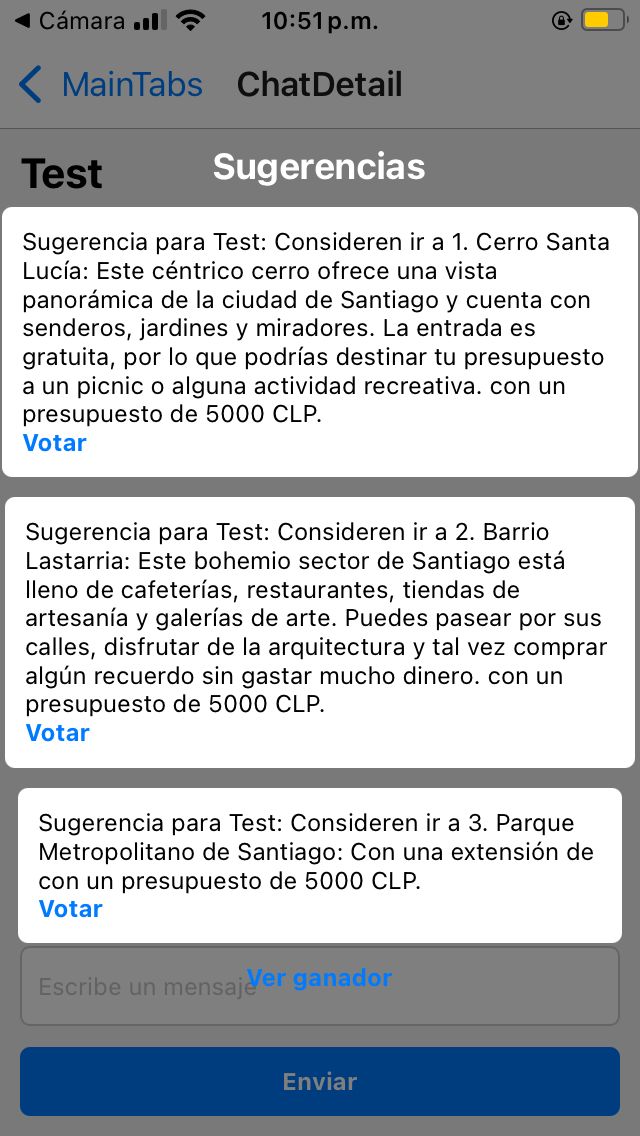 Cámara 10:51 p.m.
MainTabs ChatDetail
Test
Sugerencias
Sugerencia para Test: Consideren ir a 1. Cerro Santa
Lucía: Este céntrico cerro ofrece una vista
panorámica de la ciudad de Santiago y cuenta con
senderos, jardines y miradores. La entrada es
gratuita, por lo que podrías destinar tu presupuesto
a un picnic o alguna actividad recreativa. con un
presupuesto de 5000 CLP.
Votar
Sugerencia para Test: Consideren ir a 2. Barrio
Lastarria: Este bohemio sector de Santiago está
lleno de cafeterías, restaurantes, tiendas de
artesanía y galerías de arte. Puedes pasear por sus
calles, disfrutar de la arquitectura y tal vez comprar
algún recuerdo sin gastar mucho dinero. con un
presupuesto de 5000 CLP.
Votar
Sugerencia para Test: Consideren ir a 3. Parque
Metropolitano de Santiago: Con una extensión de
con un presupuesto de 5000 CLP.
Votar
Ver ganador
Escribe un mensaje
Enviar